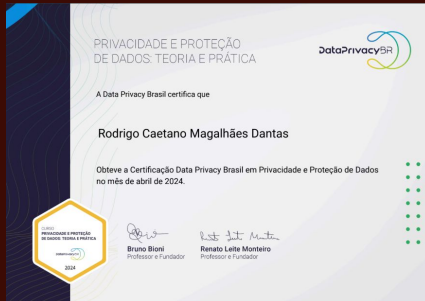 PRIVACIDADE E PROTEÇÃO
DE DADOS: TEORIA E PRÁTICA
DataPrivacyBR
A Data Privacy Brasil certifica que
Rodrigo Caetano Magalhães Dantas
Obteve a Certificação Data Privacy Brasil em Privacidade e Proteção de Dados
no mês de abril de 2024.
CURSO
PRIVACIDADE E PROTEÇÃO
DE DADOS: TEORIA E PRÁTICA
2024
Bruno Bioni
Professor e Fundador
Renato Leite Monteiro
Professor e Fundador